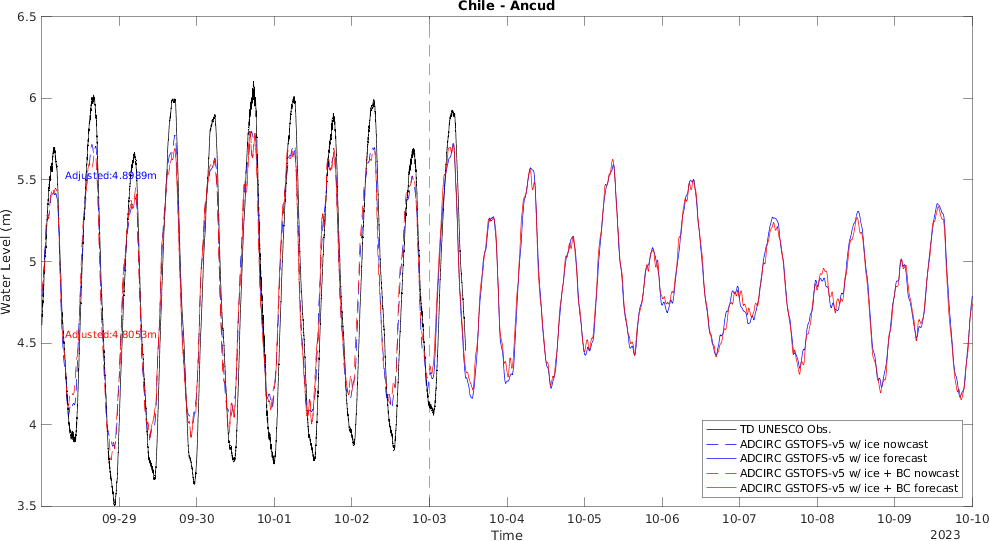 Chile - Ancud
Water Level (m)
6.5
6
5.5
5
4.5
4
3.5
Adjusted:4.8989m
Adjusted:4.8053m
TD UNESCO Obs.
ADCIRC GSTOFS-v5 w/ ice nowcast
ADCIRC GSTOFS-v5 w/ ice forecast
ADCIRC GSTOFS-v5 w/ ice + BC nowcast
ADCIRC GSTOFS-v5 w/ ice + BC forecast
09-29 09-30 10-01 10-02 10-03 10-04 10-05 10-06 10-07 10-08 10-09 10-10
Time
2023